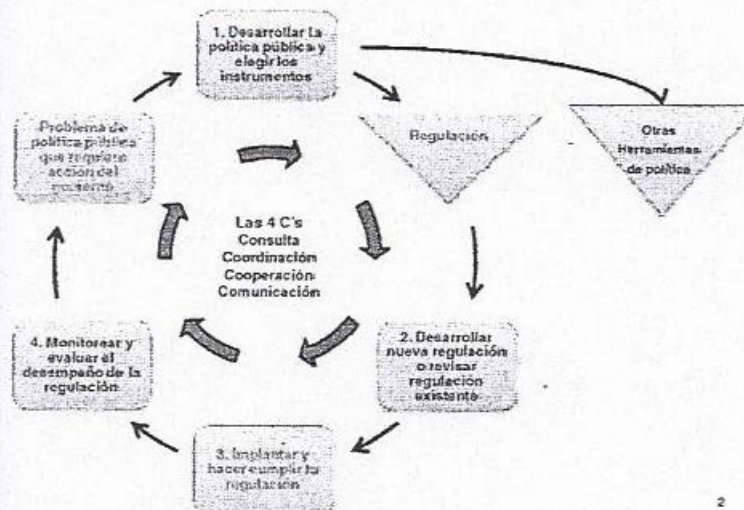 1. Desarrollar la
política pública y
elegir los
instrumentos
Problema de
política pública
que requiere
acción del
gobierno
Regulación
Otras
Herramientas
de política
Las 4 C's
Consulta
Coordinación
Cooperación
Comunicación
4. Monitorear y
evaluar el
desempeño de la
regulación
2. Desarrollar
nueva regulación
o revisar
regulación
existente
3. Implantar y
hacer cumplir la
regulación
2